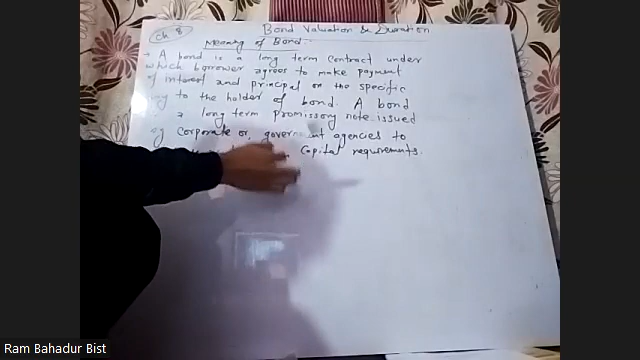 Ch 8 Bond Valuation & Duration
Meaning of Bond:-
→ A bond is a long term contract under
which borrower agrees to make payment
of interest and principal on the specific
to the holder of bond. A bond
a long term promissory note issued
by corporate or, government agencies to
Capital requirements.
Ram Bahadur Bist